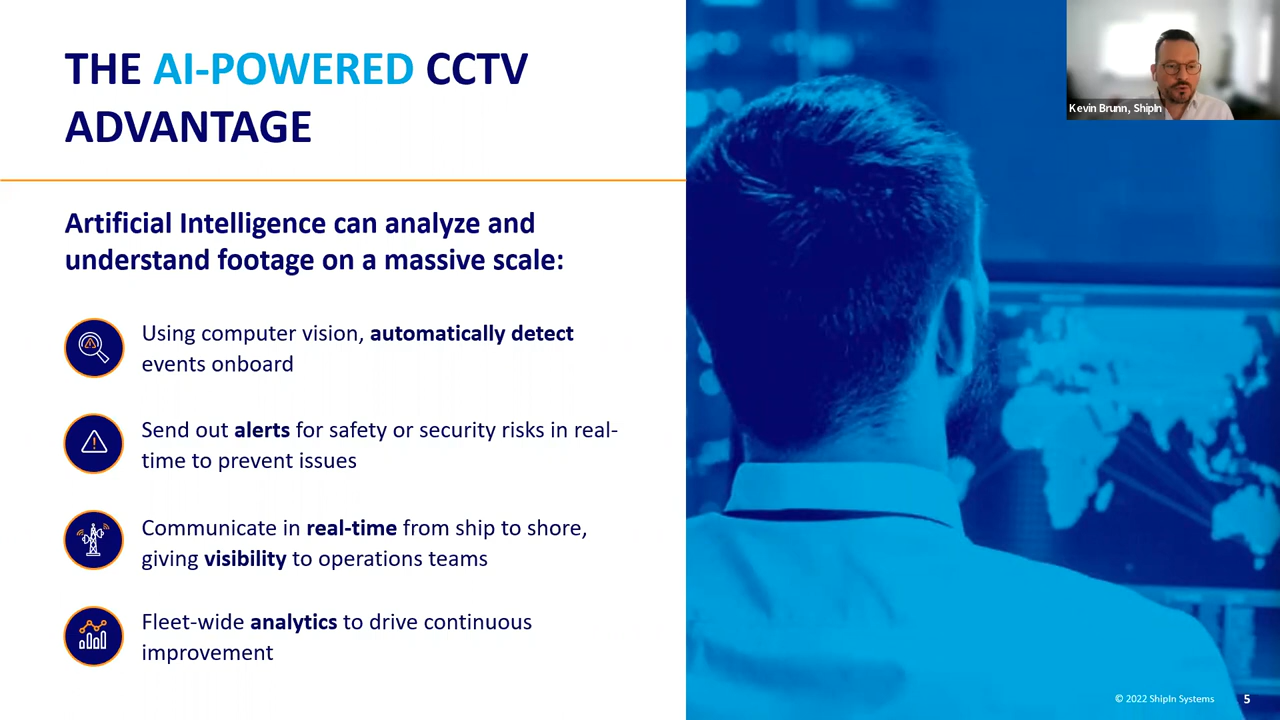 THE AI-POWERED CCTV
ADVANTAGE
Artificial Intelligence can analyze and
understand footage on a massive scale:
Using computer vision, automatically detect
events onboard
Send out alerts for safety or security risks in real-
time to prevent issues
Communicate in real-time from ship to shore,
giving visibility to operations teams
Fleet-wide analytics to drive continuous
improvement
Kevin Brunn, ShipIn
© 2022 ShipIn Systems
5